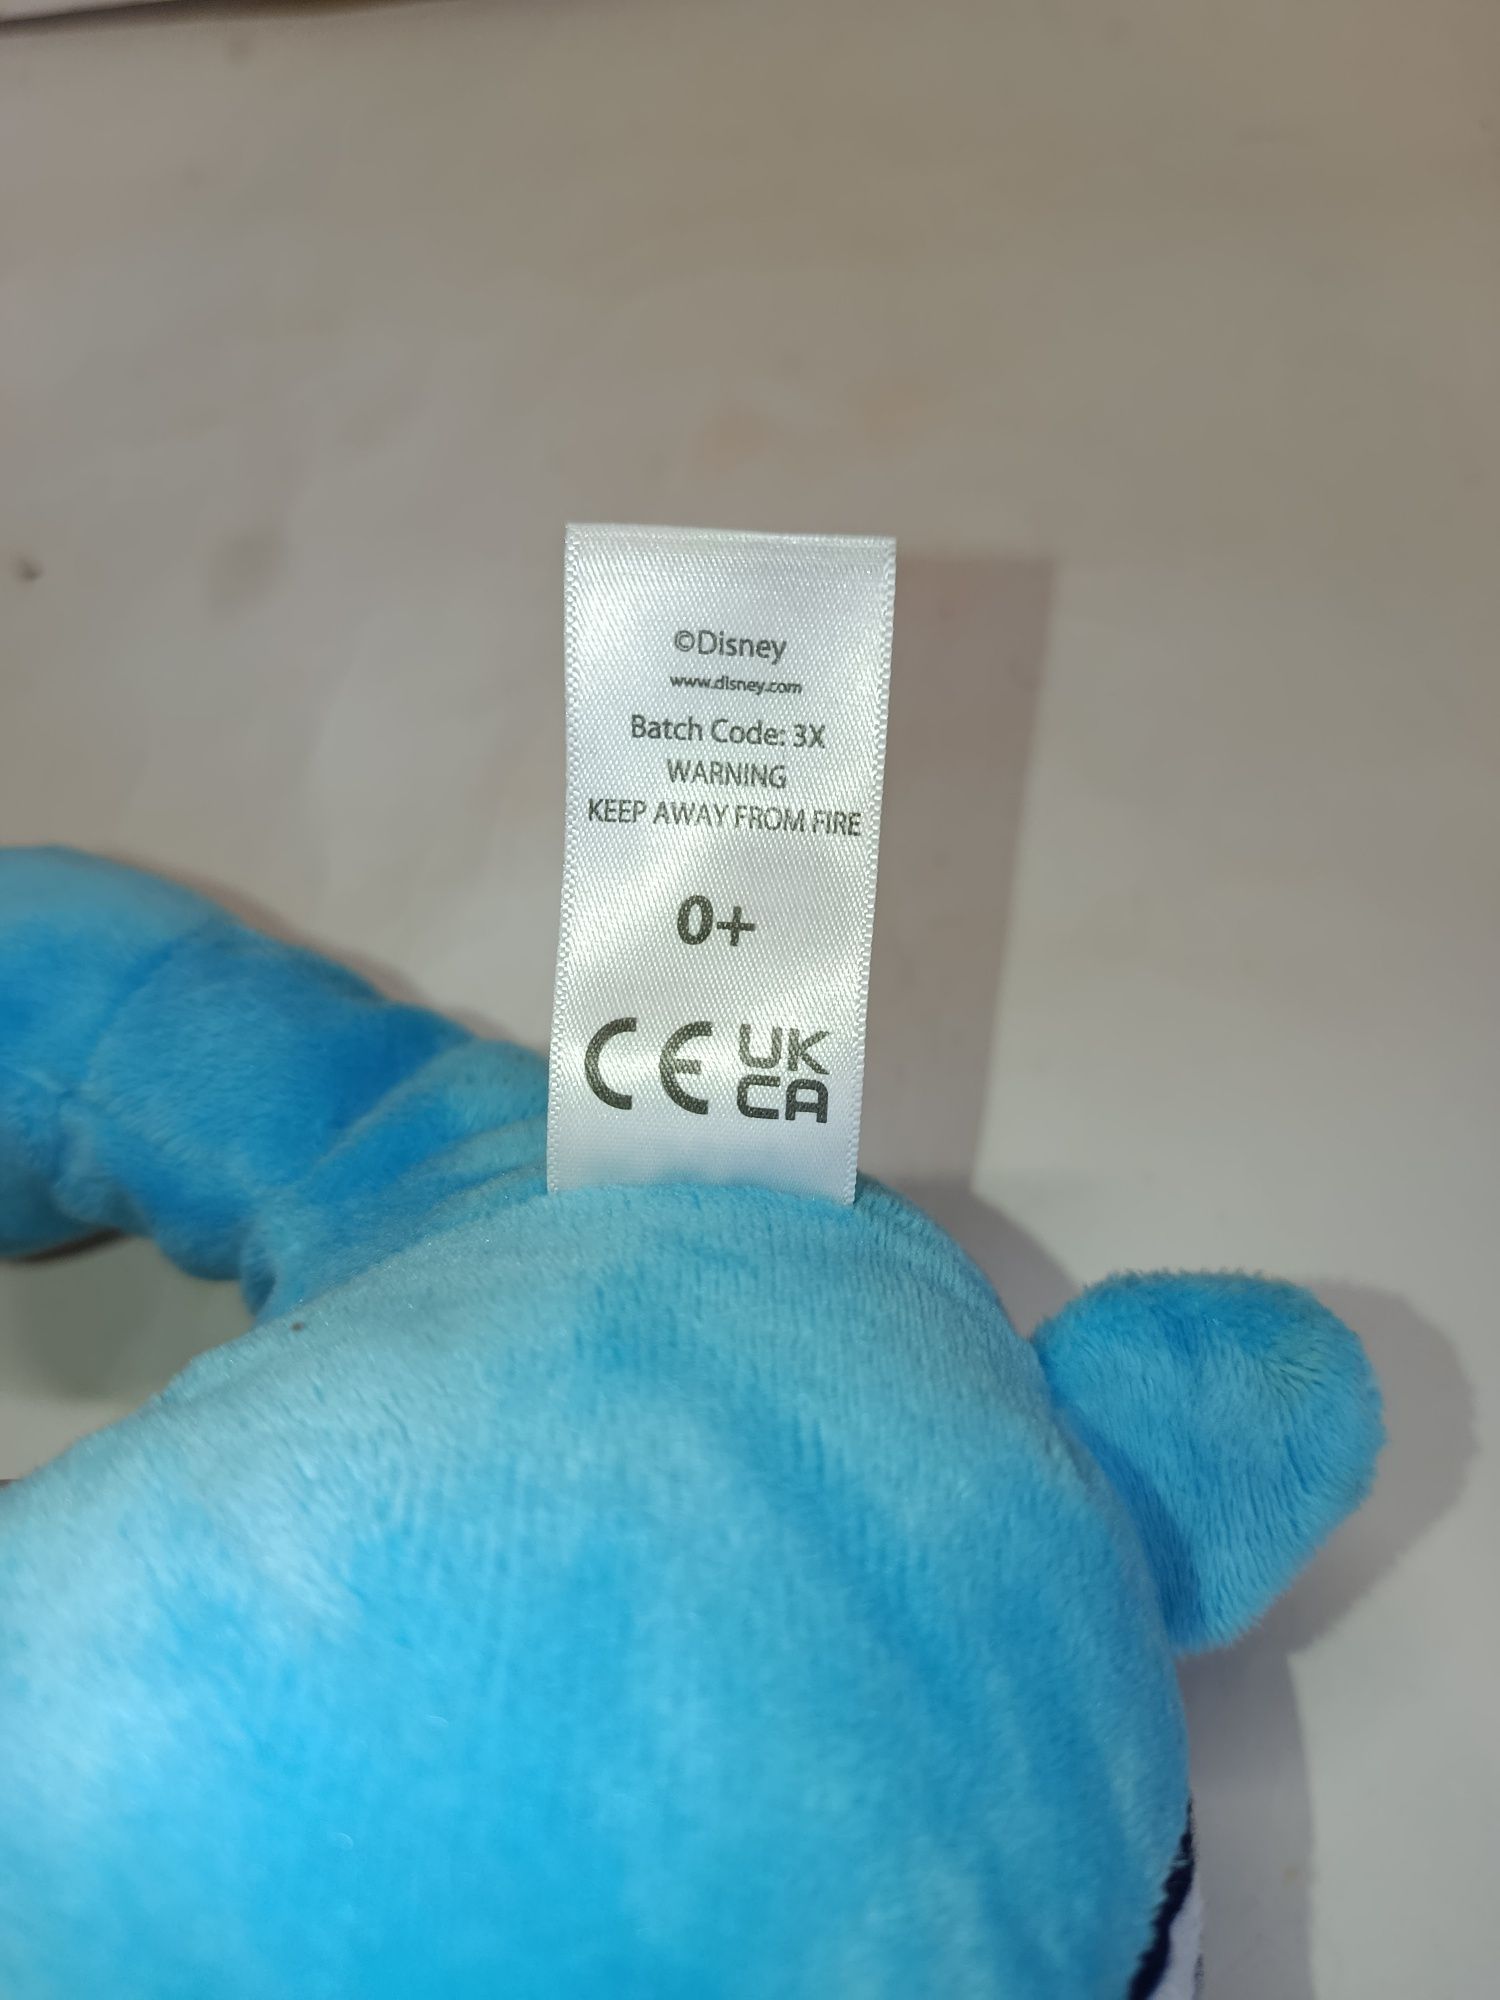 ©Disney
www.disney.com
Batch Code: 3X
WARNING
KEEP AWAY FROM FIRE
0+
CE UK
CA